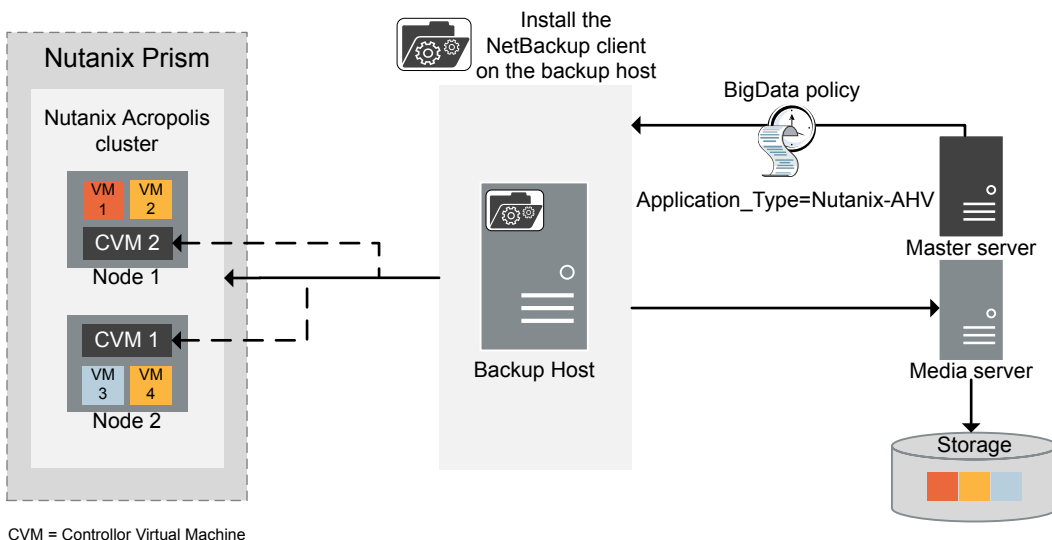 Nutanix Prism
Nutanix Acropolis
cluster
VM
1
VM
2
CVM 2
Node 1
CVM 1
VM
3
VM
4
Node 2
CVM = Controllor Virtual Machine
Install the
NetBackup client
on the backup host
Backup Host
BigData policy
Application_Type=Nutanix-AHV
Master server
Media server
Storage